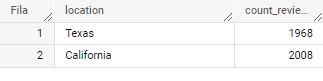 Fila location count_revie...
1 Texas 1968
2 California 2008